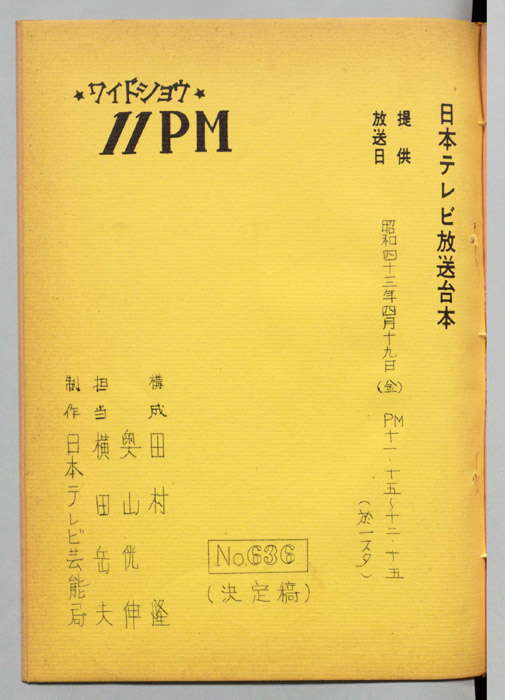 日本テレビ放送台本
提供
放送日 昭和四十三年四月十九日(金) PM十一・十五〜十二・十五
(於一スタ)
★ワイドショウ★
11PM
No.636
(決定稿)
構成 田村 隆
奥山 侊伸
担当 横田 岳夫
制作 日本テレビ芸能局